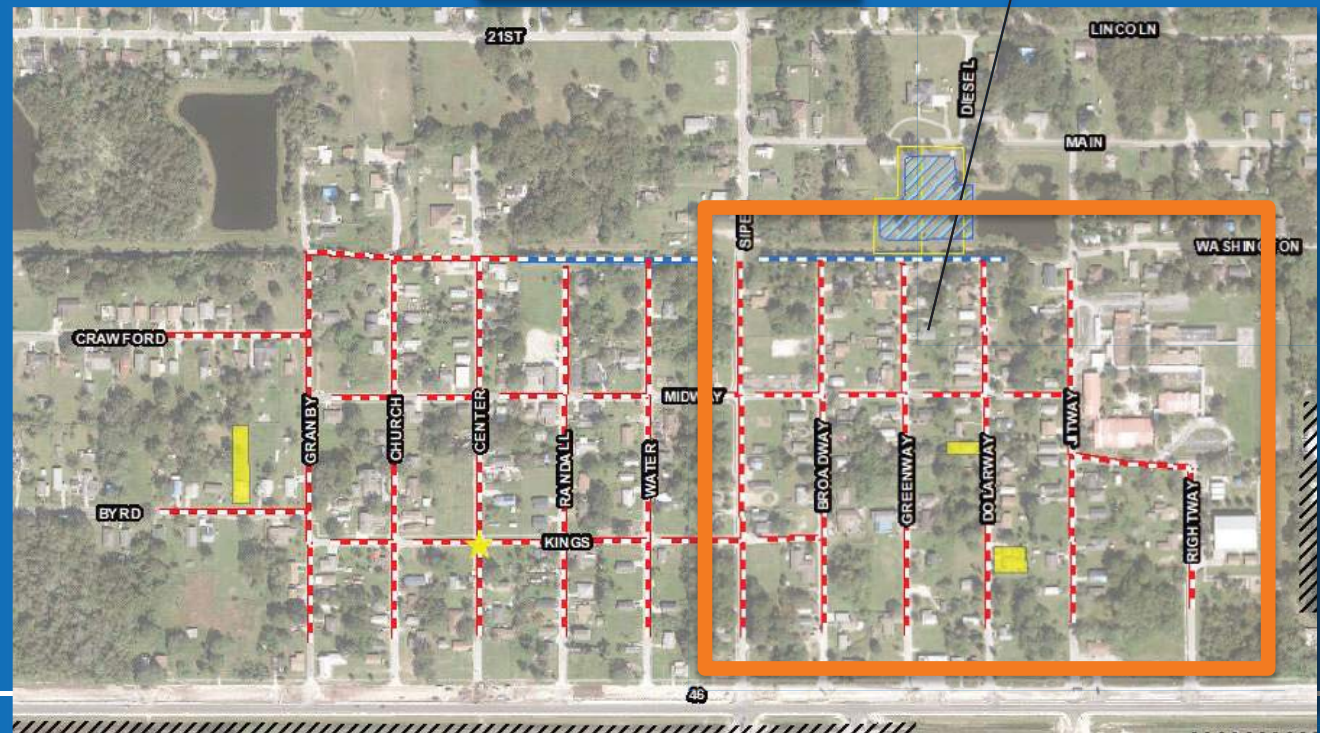 21ST
LINCOLN
DIESEL
MAIN
SIPE
WASHINGTON
CRAWFORD
MIDWAY
GRANBY
CHURCH
CENTER
RANDALL
WATER
BROADWAY
GREENWAY
DOLARWAY
JITWAY
BYRD
KINGS
RIGHTWAY
46